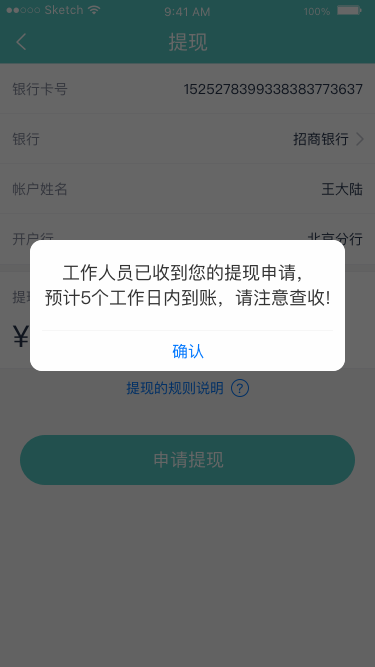 Sketch 9:41 AM 100%
提现
银行卡号 1525278399338383773637
银行 招商银行
帐户姓名 王大陆
开户行 北京分行
工作人员已收到您的提现申请，
预计5个工作日内到账，请注意查收!
¥
确认
提现的规则说明 ?
申请提现